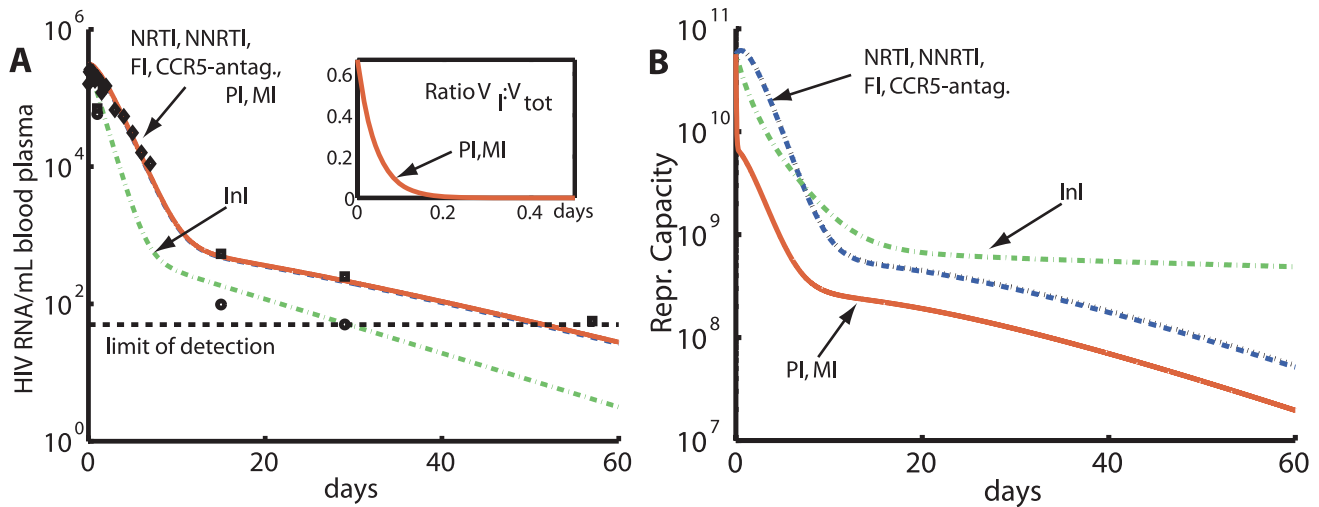 A
HIV RNA/mL blood plasma
10^6
10^4
10^2
10^0
NRTI, NNRTI,
FI, CCR5-antag.,
PI, MI
InI
limit of detection
0 20 40 60
days
0.6
0.4
0.2
0
Ratio V_I:V_tot
PI,MI
0 0.2 0.4
days
B
Repr. Capacity
10^11
10^10
10^9
10^8
10^7
NRTI, NNRTI,
FI, CCR5-antag.
InI
PI, MI
0 20 40 60
days